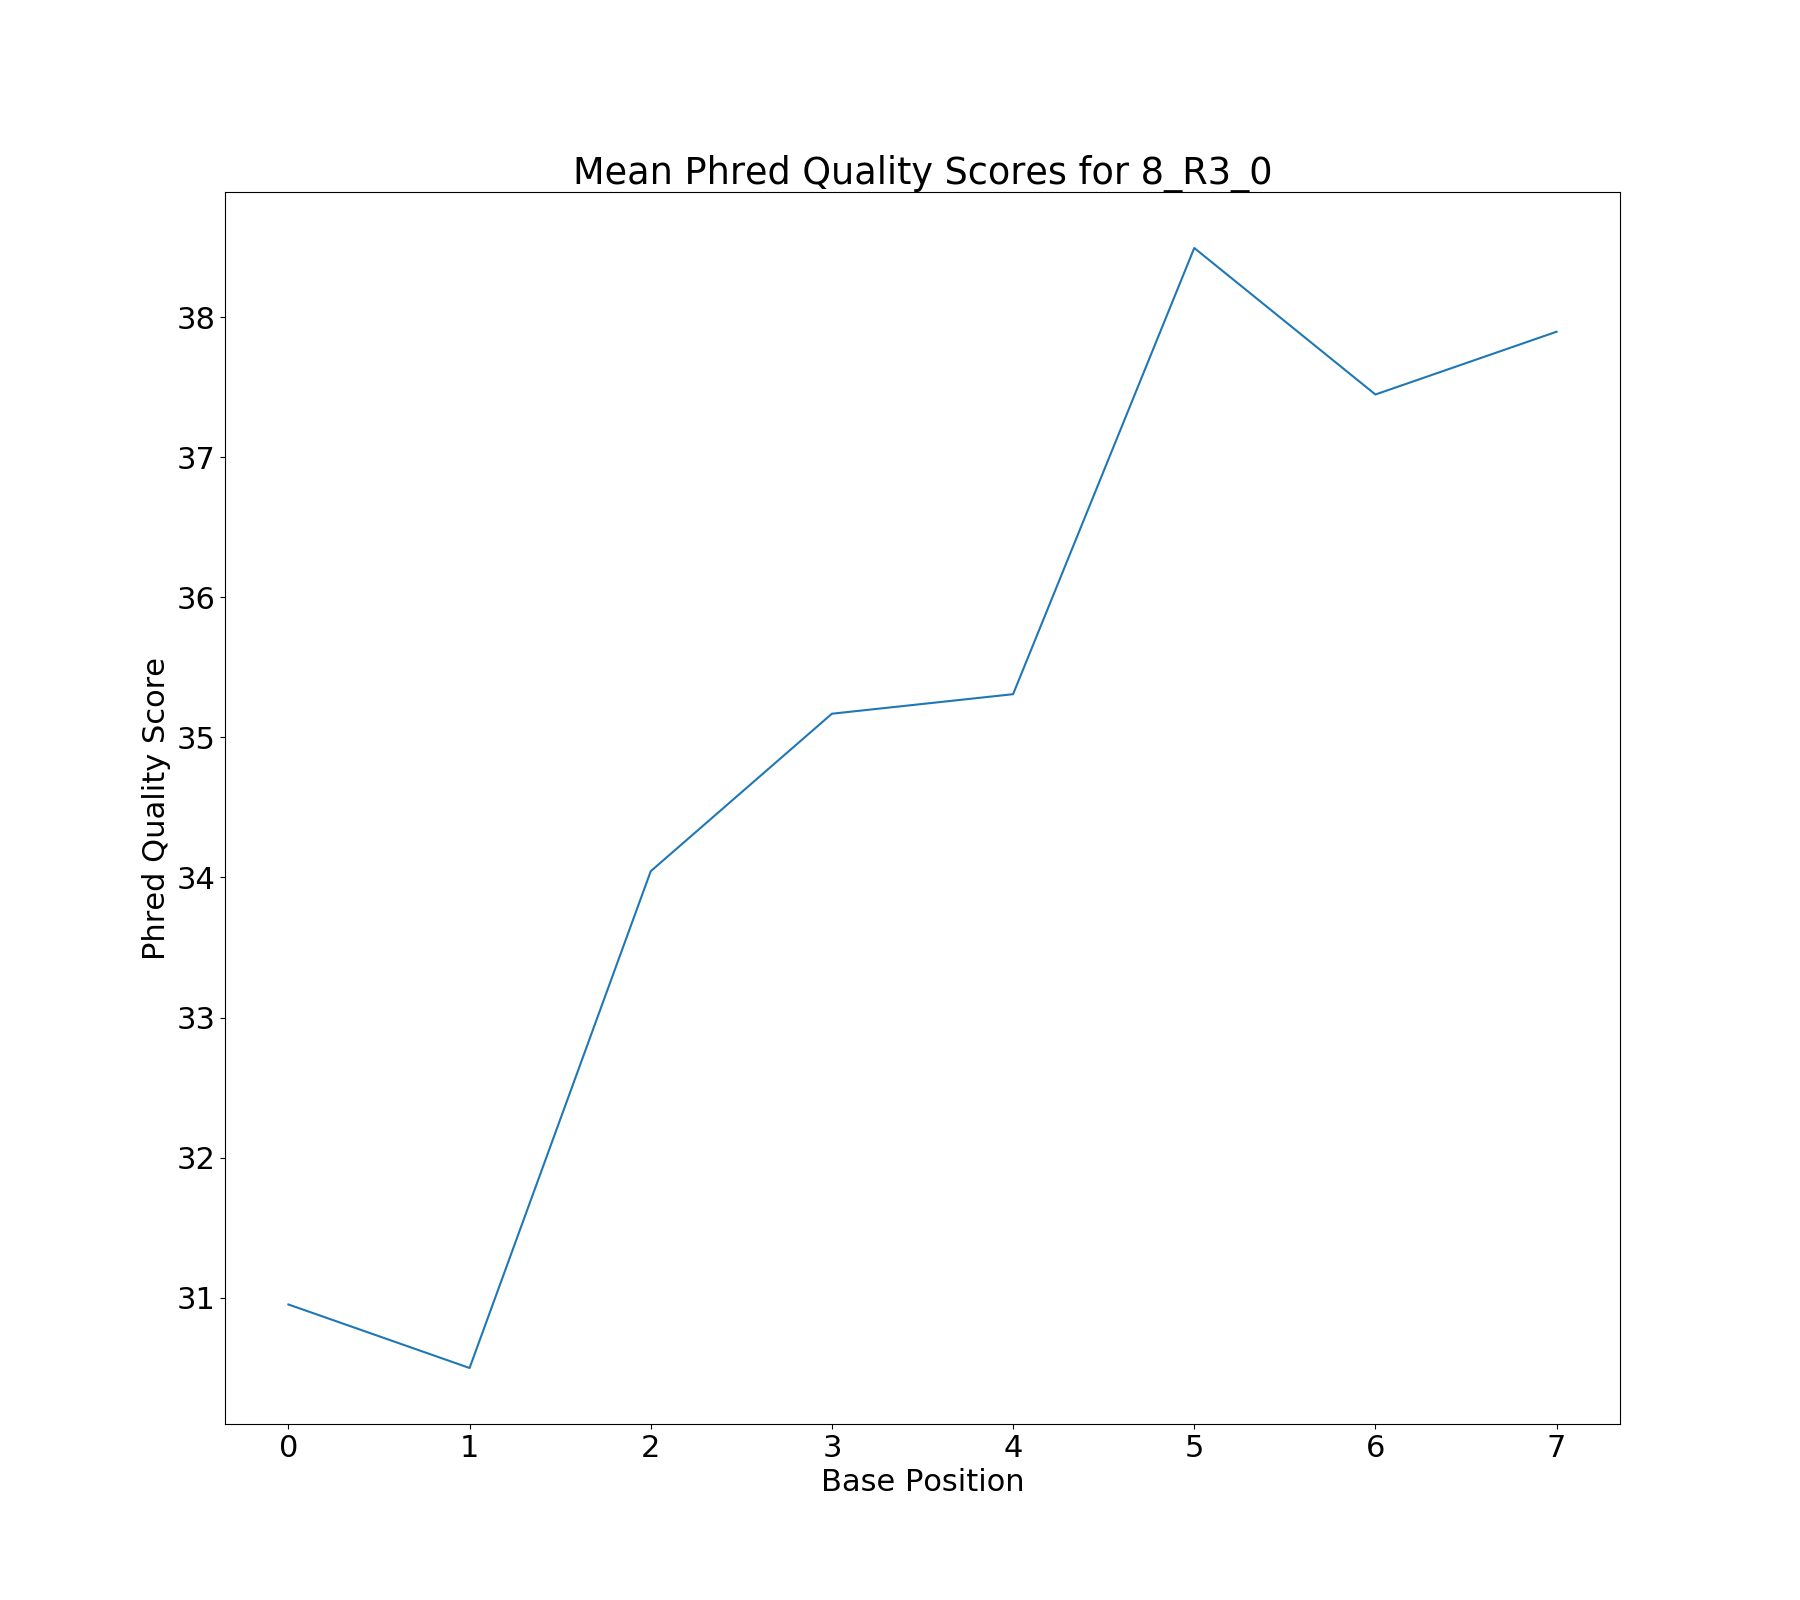 Mean Phred Quality Scores for 8_R3_0
38
37
36
35
34
33
32
31
Phred Quality Score
0 1 2 3 4 5 6 7
Base Position